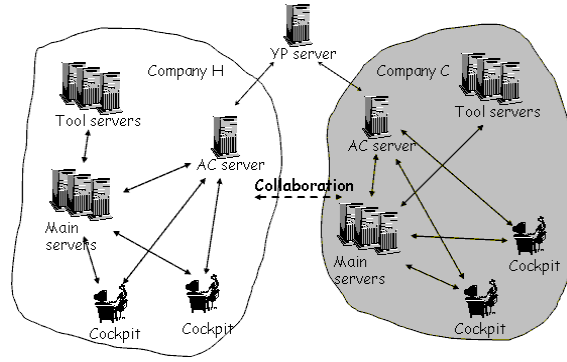 YP server
Company H
Company C
Tool servers
Tool servers
AC server
AC server
Collaboration
Main
servers
Main
servers
Cockpit
Cockpit
Cockpit
Cockpit